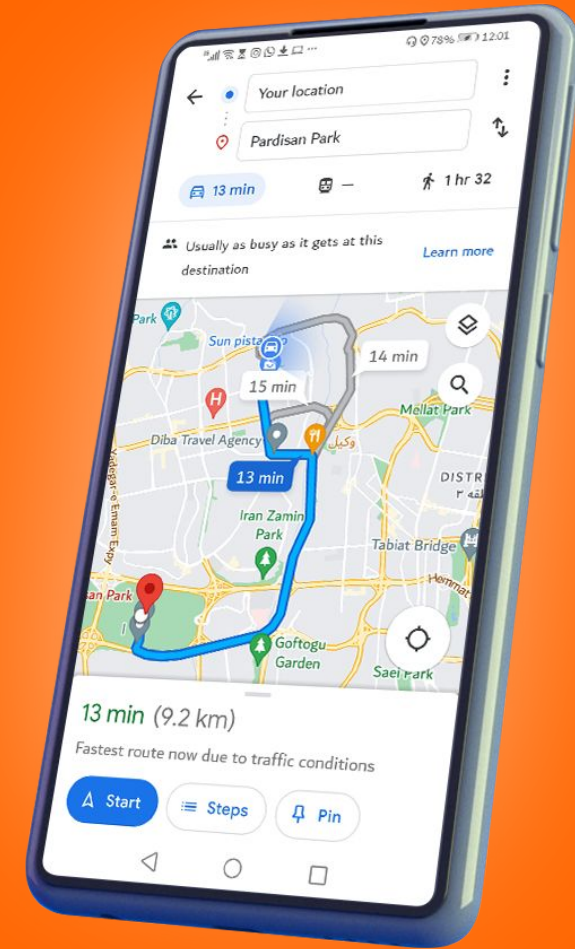 78% 12:01
Your location
Pardisan Park
13 min
—
1 hr 32
Usually as busy as it gets at this
destination
Learn more
Park
Sun pista
14 min
15 min
H
Mellat Park
Diba Travel Agency
وکیل
13 min
DISTR
Yadegar-e Emam Expy
Iran Zamin
Park
Tabiat Bridge
Hemmat
san Park
Goftogu
Garden
Saei Park
13 min (9.2 km)
Fastest route now due to traffic conditions
Start
Steps
Pin